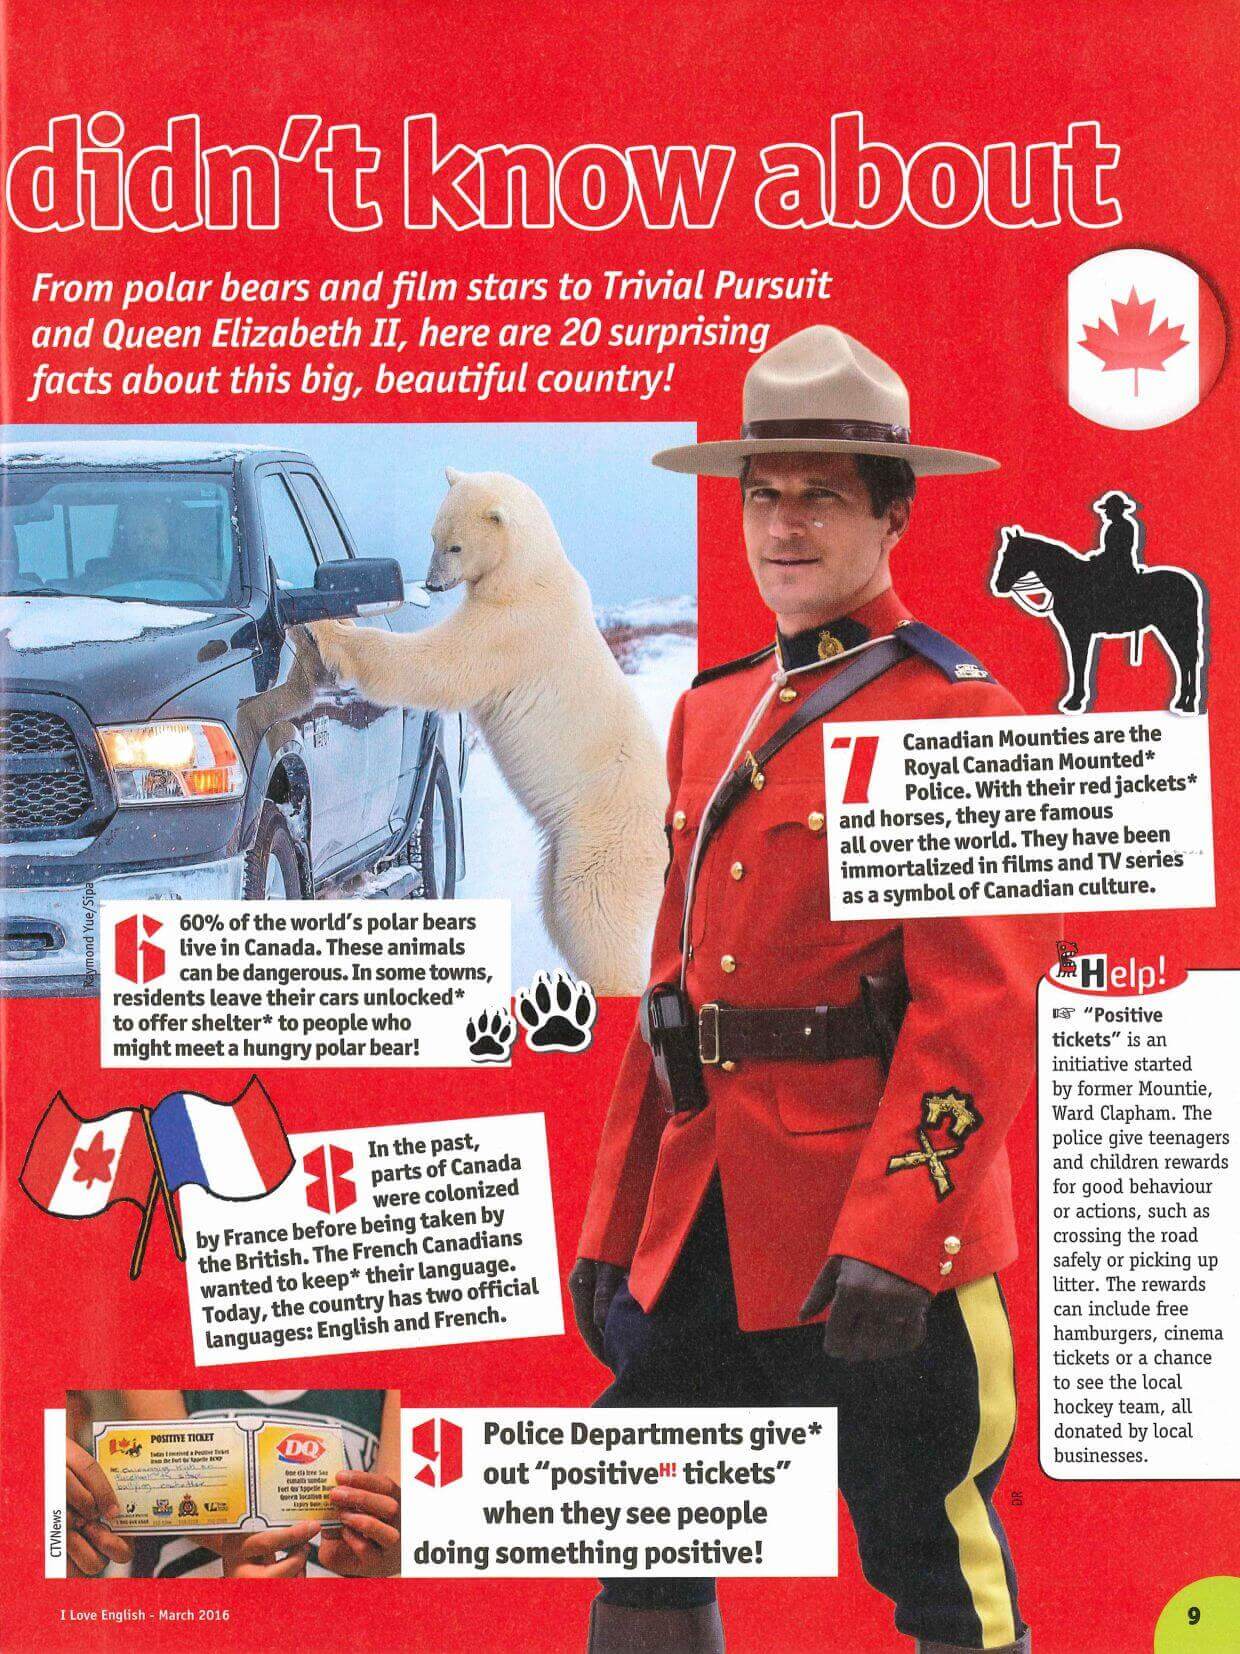 didn't know about
From polar bears and film stars to Trivial Pursuit
and Queen Elizabeth II, here are 20 surprising
facts about this big, beautiful country!
7 Canadian Mounties are the
Royal Canadian Mounted*
Police. With their red jackets*
and horses, they are famous
all over the world. They have been
immortalized in films and TV series
as a symbol of Canadian culture.
Raymond Yue/Sipa
6 60% of the world's polar bears
live in Canada. These animals
can be dangerous. In some towns,
residents leave their cars unlocked*
to offer shelter* to people who
might meet a hungry polar bear!
8 In the past,
parts of Canada
were colonized
by France before being taken by
the British. The French Canadians
wanted to keep* their language.
Today, the country has two official
languages: English and French.
Help!
☞ "Positive
tickets" is an
initiative started
by former Mountie,
Ward Clapham. The
police give teenagers
and children rewards
for good behaviour
or actions, such as
crossing the road
safely or picking up
litter. The rewards
can include free
hamburgers, cinema
tickets or a chance
to see the local
hockey team, all
donated by local
businesses.
DR
CTVNews
POSITIVE TICKET
Today I received a Positive Ticket
from the Fort Qu'Appelle RCMP
DQ
9 Police Departments give*
out "positiveH! tickets"
when they see people
doing something positive!
I Love English - March 2016
9